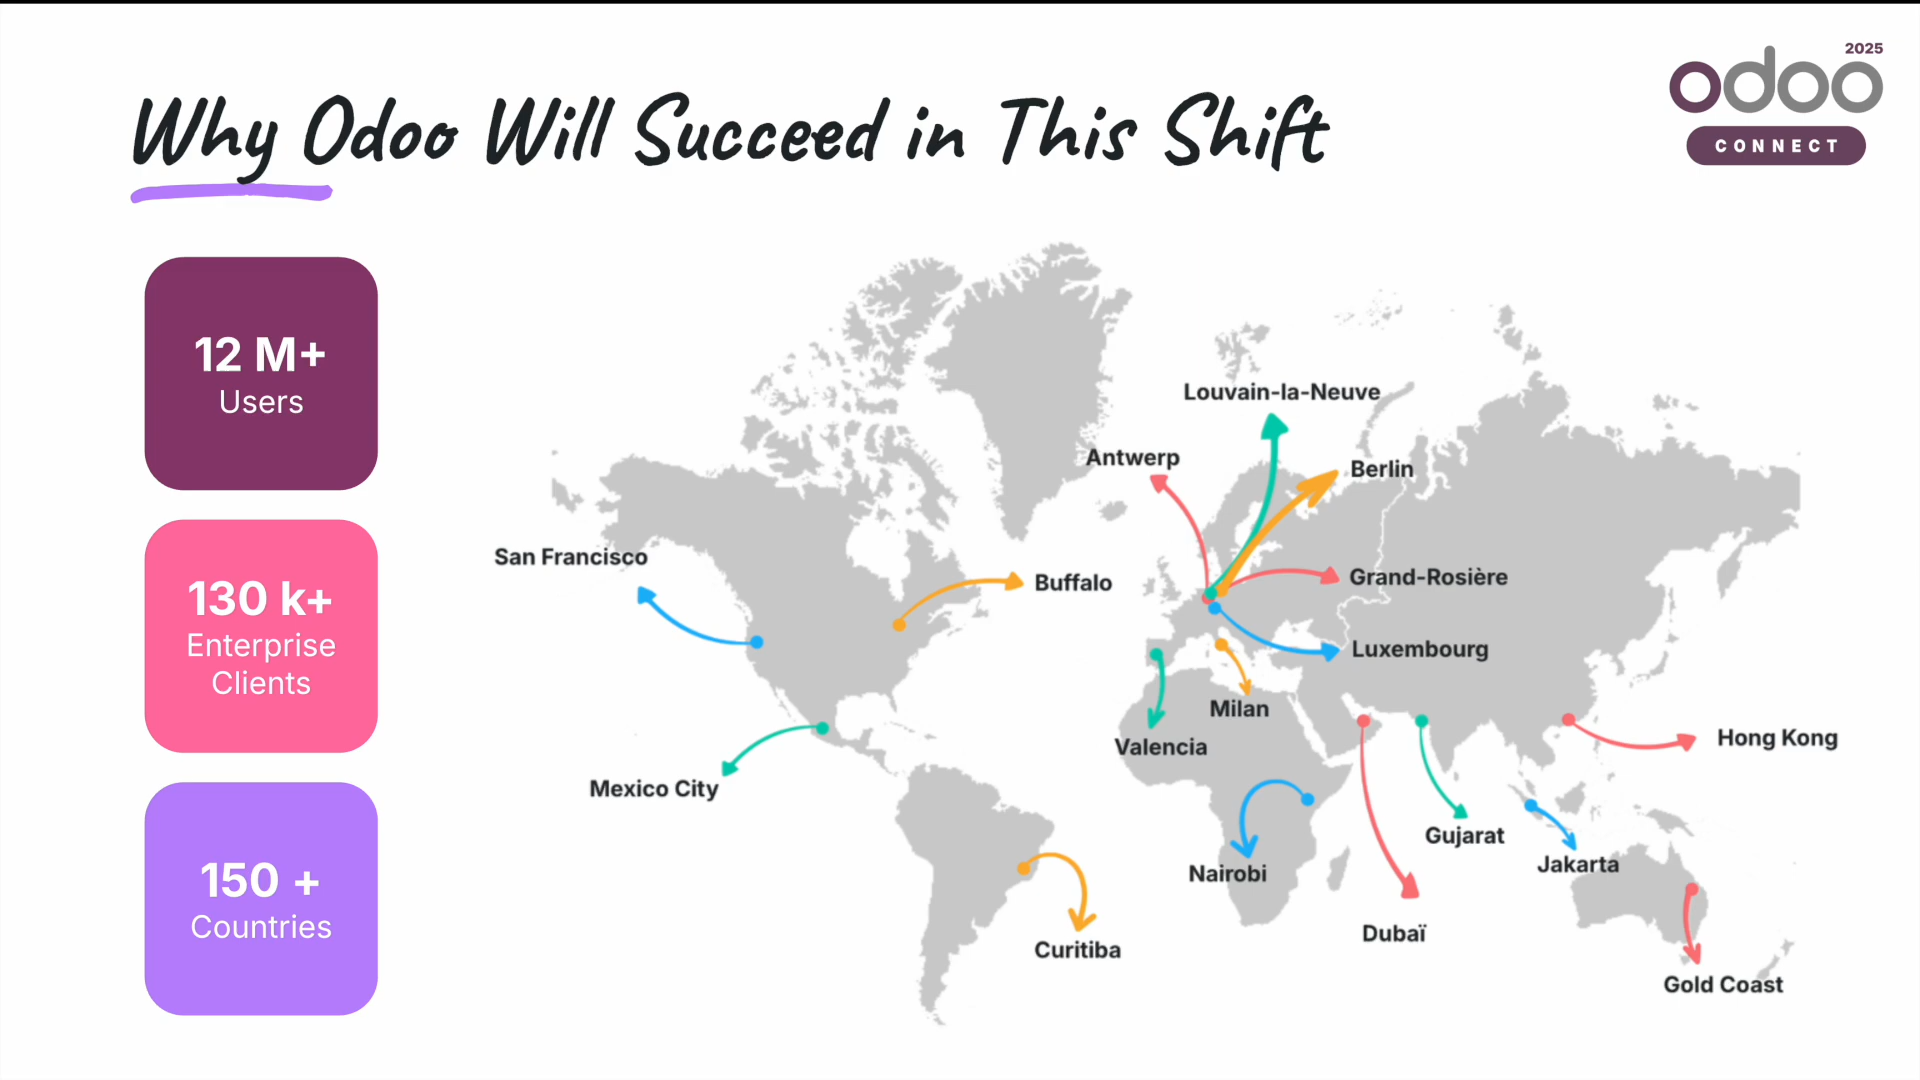 2025
odoo
CONNECT
Why Odoo Will Succeed in This Shift
12 M+
Users
130 k+
Enterprise
Clients
150 +
Countries
Louvain-la-Neuve
Antwerp
Berlin
San Francisco
Buffalo
Grand-Rosière
Luxembourg
Milan
Valencia
Hong Kong
Mexico City
Gujarat
Jakarta
Nairobi
Dubaï
Curitiba
Gold Coast